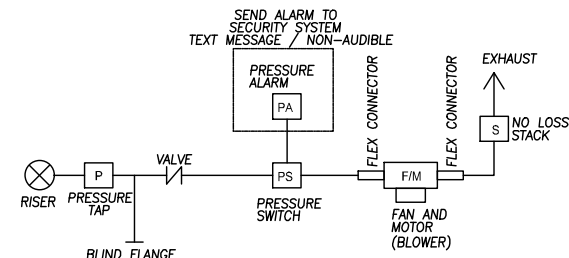 SEND ALARM TO
SECURITY SYSTEM
TEXT MESSAGE / NON-AUDIBLE
PRESSURE
ALARM
PA
FLEX CONNECTOR
FLEX CONNECTOR
EXHAUST
S
NO LOSS
STACK
VALVE
P
PS
F/M
RISER
PRESSURE
TAP
PRESSURE
SWITCH
FAN AND
MOTOR
(BLOWER)
BLIND FLANGE